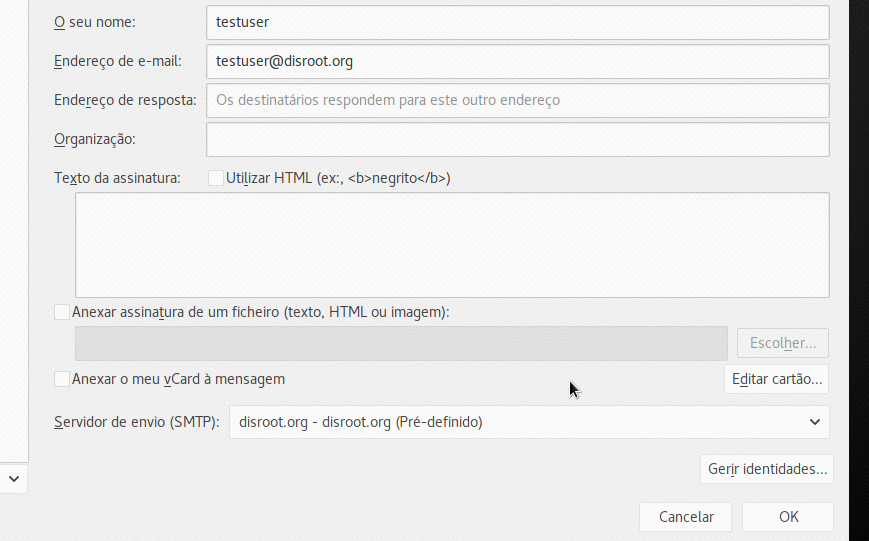 O seu nome: testuser
Endereço de e-mail: testuser@disroot.org
Endereço de resposta: Os destinatários respondem para este outro endereço
Organização:
Texto da assinatura: Utilizar HTML (ex:, <b>negrito</b>)
Anexar assinatura de um ficheiro (texto, HTML ou imagem):
Escolher...
Anexar o meu vCard à mensagem Editar cartão...
Servidor de envio (SMTP): disroot.org - disroot.org (Pré-definido)
Gerir identidades...
Cancelar OK